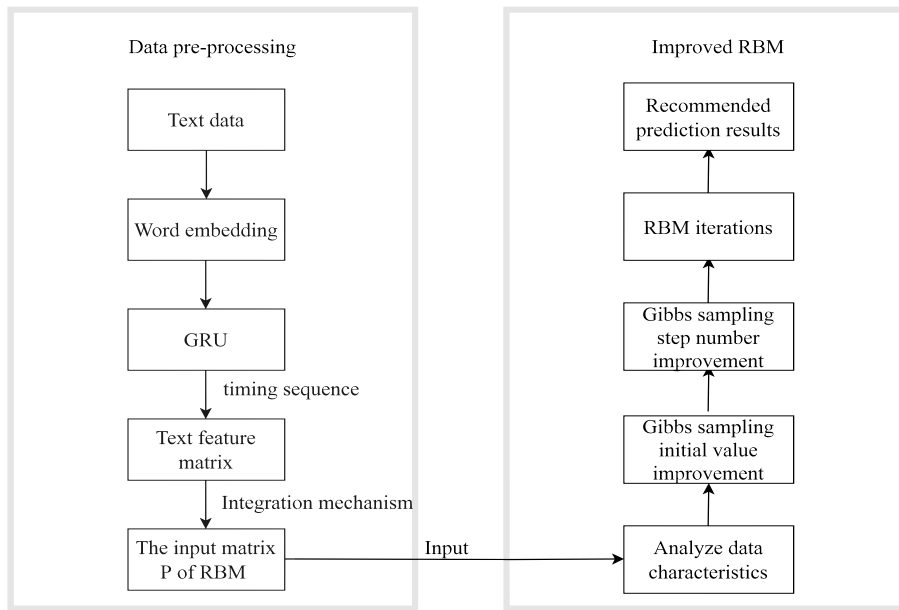 Data pre-processing
Text data
Word embedding
GRU
timing sequence
Text feature
matrix
Integration mechanism
The input matrix
P of RBM
Input
Improved RBM
Recommended
prediction results
RBM iterations
Gibbs sampling
step number
improvement
Gibbs sampling
initial value
improvement
Analyze data
characteristics